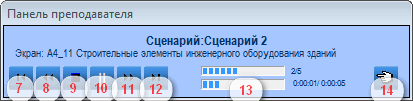 Панель преподавателя
Сценарий:Сценарий 2
Экран: A4_11 Строительные элементы инженерного оборудования зданий
2/5
0:00:01/ 0:00:05
7 8 9 10 11 12 13 14